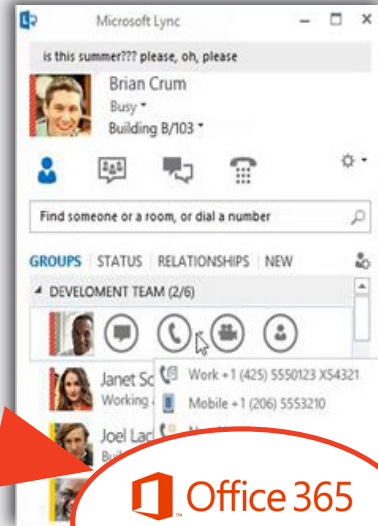 Microsoft Lync
is this summer??? please, oh, please
Brian Crum
Busy
Building B/103
Find someone or a room, or dial a number
GROUPS STATUS RELATIONSHIPS NEW
DEVELOMENT TEAM (2/6)
Work +1 (425) 5550123 X54321
Janet Sc
Working
Mobile +1 (206) 5553210
Joel Lac
Office 365